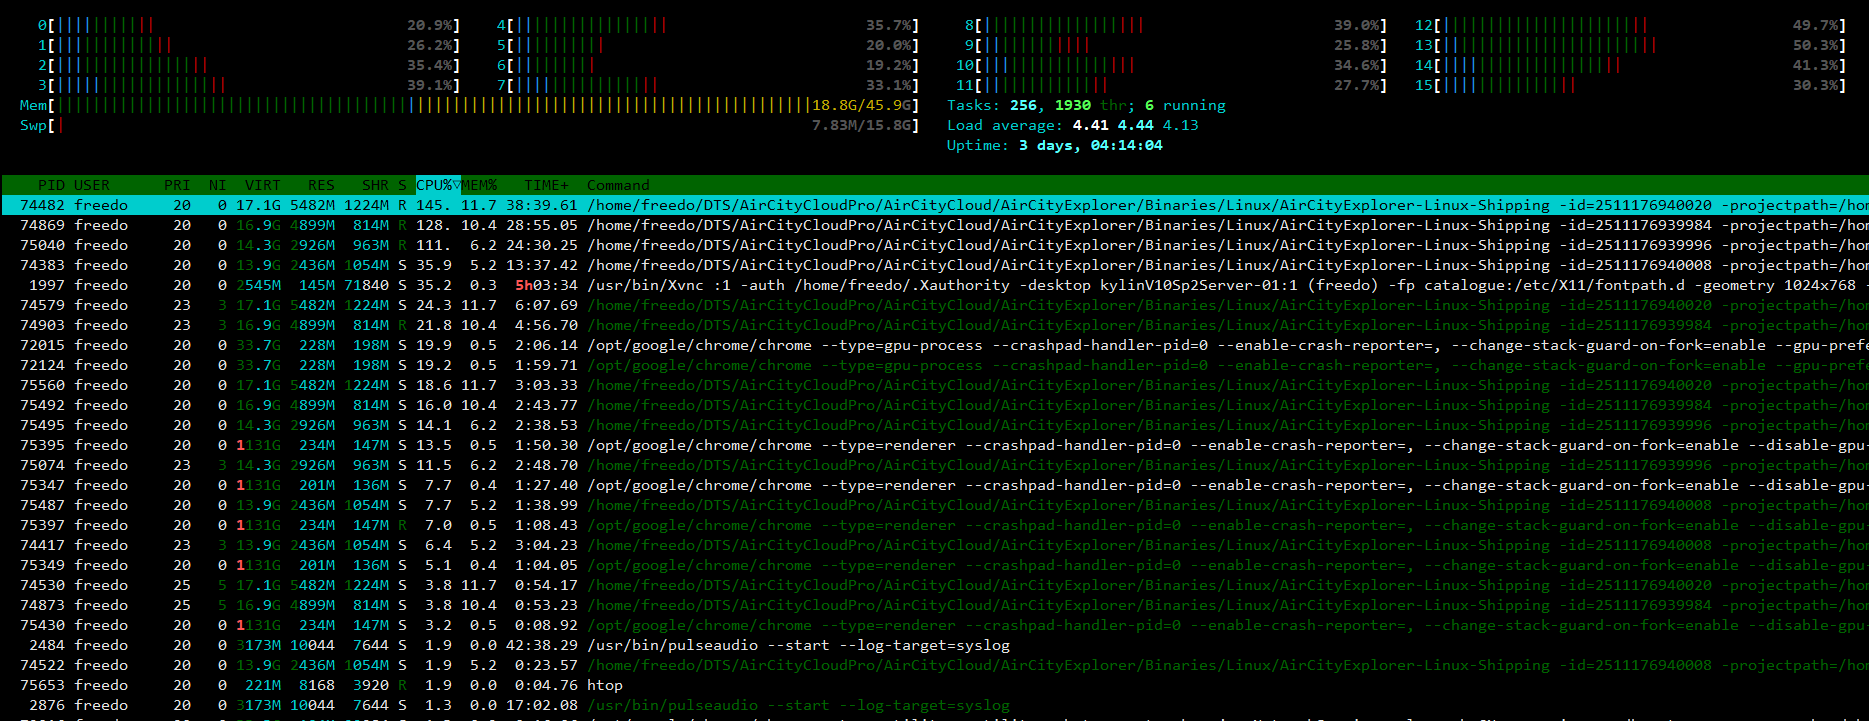 0[|||||||||||| 20.9%] 4[|||||||||||||||||| 35.7%] 8[||||||||||||||||||| 39.0%] 12[||||||||||||||||||||||||| 49.7%]
1[|||||||||||||| 26.2%] 5[||||||||||| 20.0%] 9[|||||||||||| 25.8%] 13[|||||||||||||||||||||||||| 50.3%]
2[|||||||||||||||||| 35.4%] 6[|||||||||| 19.2%] 10[|||||||||||||||||| 34.6%] 14[|||||||||||||||||||||| 41.3%]
3[|||||||||||||||||||| 39.1%] 7[||||||||||||||||| 33.1%] 11[||||||||||||||| 27.7%] 15[|||||||||||||||| 30.3%]
Mem[|||||||||||||||||||||||||||||||||||||||||||||||||||||||||||||||||||||||||||||||||||18.8G/45.9G] Tasks: 256, 1930 thr; 6 running
Swp[| 7.83M/15.8G] Load average: 4.41 4.44 4.13
Uptime: 3 days, 04:14:04
PID USER PRI NI VIRT RES SHR S CPU%▽MEM% TIME+ Command
74482 freedo 20 0 17.1G 5482M 1224M R 145. 11.7 38:39.61 /home/freedo/DTS/AirCityCloudPro/AirCityCloud/AirCityExplorer/Binaries/Linux/AirCityExplorer-Linux-Shipping -id=2511176940020 -projectpath=/hom
74869 freedo 20 0 16.9G 4899M 814M R 128. 10.4 28:55.05 /home/freedo/DTS/AirCityCloudPro/AirCityCloud/AirCityExplorer/Binaries/Linux/AirCityExplorer-Linux-Shipping -id=2511176939984 -projectpath=/hom
75040 freedo 20 0 14.3G 2926M 963M R 111. 6.2 24:30.25 /home/freedo/DTS/AirCityCloudPro/AirCityCloud/AirCityExplorer/Binaries/Linux/AirCityExplorer-Linux-Shipping -id=2511176939996 -projectpath=/hom
74383 freedo 20 0 13.9G 2436M 1054M S 35.9 5.2 13:37.42 /home/freedo/DTS/AirCityCloudPro/AirCityCloud/AirCityExplorer/Binaries/Linux/AirCityExplorer-Linux-Shipping -id=2511176940008 -projectpath=/hom
1997 freedo 20 0 2545M 145M 71840 S 35.2 0.3 5h03:34 /usr/bin/Xvnc :1 -auth /home/freedo/.Xauthority -desktop kylinV10Sp2Server-01:1 (freedo) -fp catalogue:/etc/X11/fontpath.d -geometry 1024x768 -
74579 freedo 23 3 17.1G 5482M 1224M S 24.3 11.7 6:07.69 /home/freedo/DTS/AirCityCloudPro/AirCityCloud/AirCityExplorer/Binaries/Linux/AirCityExplorer-Linux-Shipping -id=2511176940020 -projectpath=/hom
74903 freedo 23 3 16.9G 4899M 814M R 21.8 10.4 4:56.70 /home/freedo/DTS/AirCityCloudPro/AirCityCloud/AirCityExplorer/Binaries/Linux/AirCityExplorer-Linux-Shipping -id=2511176939984 -projectpath=/hom
72015 freedo 20 0 33.7G 228M 198M S 19.9 0.5 2:06.14 /opt/google/chrome/chrome --type=gpu-process --crashpad-handler-pid=0 --enable-crash-reporter=, --change-stack-guard-on-fork=enable --gpu-prefe
72124 freedo 20 0 33.7G 228M 198M S 19.2 0.5 1:59.71 /opt/google/chrome/chrome --type=gpu-process --crashpad-handler-pid=0 --enable-crash-reporter=, --change-stack-guard-on-fork=enable --gpu-prefe
75560 freedo 20 0 17.1G 5482M 1224M S 18.6 11.7 3:03.33 /home/freedo/DTS/AirCityCloudPro/AirCityCloud/AirCityExplorer/Binaries/Linux/AirCityExplorer-Linux-Shipping -id=2511176940020 -projectpath=/hom
75492 freedo 20 0 16.9G 4899M 814M S 16.0 10.4 2:43.77 /home/freedo/DTS/AirCityCloudPro/AirCityCloud/AirCityExplorer/Binaries/Linux/AirCityExplorer-Linux-Shipping -id=2511176939984 -projectpath=/hom
75495 freedo 20 0 14.3G 2926M 963M S 14.1 6.2 2:38.53 /home/freedo/DTS/AirCityCloudPro/AirCityCloud/AirCityExplorer/Binaries/Linux/AirCityExplorer-Linux-Shipping -id=2511176939996 -projectpath=/hom
75395 freedo 20 0 1131G 234M 147M S 13.5 0.5 1:50.30 /opt/google/chrome/chrome --type=renderer --crashpad-handler-pid=0 --enable-crash-reporter=, --change-stack-guard-on-fork=enable --disable-gpu-
75074 freedo 23 3 14.3G 2926M 963M S 11.5 6.2 2:48.70 /home/freedo/DTS/AirCityCloudPro/AirCityCloud/AirCityExplorer/Binaries/Linux/AirCityExplorer-Linux-Shipping -id=2511176939996 -projectpath=/hom
75347 freedo 20 0 1131G 201M 136M S 7.7 0.4 1:27.40 /opt/google/chrome/chrome --type=renderer --crashpad-handler-pid=0 --enable-crash-reporter=, --change-stack-guard-on-fork=enable --disable-gpu-
75487 freedo 20 0 13.9G 2436M 1054M S 7.7 5.2 1:38.99 /home/freedo/DTS/AirCityCloudPro/AirCityCloud/AirCityExplorer/Binaries/Linux/AirCityExplorer-Linux-Shipping -id=2511176940008 -projectpath=/hom
75397 freedo 20 0 1131G 234M 147M R 7.0 0.5 1:08.43 /opt/google/chrome/chrome --type=renderer --crashpad-handler-pid=0 --enable-crash-reporter=, --change-stack-guard-on-fork=enable --disable-gpu-
74417 freedo 23 3 13.9G 2436M 1054M S 6.4 5.2 3:04.23 /home/freedo/DTS/AirCityCloudPro/AirCityCloud/AirCityExplorer/Binaries/Linux/AirCityExplorer-Linux-Shipping -id=2511176940008 -projectpath=/hom
75349 freedo 20 0 1131G 201M 136M S 5.1 0.4 1:04.05 /opt/google/chrome/chrome --type=renderer --crashpad-handler-pid=0 --enable-crash-reporter=, --change-stack-guard-on-fork=enable --disable-gpu-
74530 freedo 25 5 17.1G 5482M 1224M S 3.8 11.7 0:54.17 /home/freedo/DTS/AirCityCloudPro/AirCityCloud/AirCityExplorer/Binaries/Linux/AirCityExplorer-Linux-Shipping -id=2511176940020 -projectpath=/hom
74873 freedo 25 5 16.9G 4899M 814M S 3.8 10.4 0:53.23 /home/freedo/DTS/AirCityCloudPro/AirCityCloud/AirCityExplorer/Binaries/Linux/AirCityExplorer-Linux-Shipping -id=2511176939984 -projectpath=/hom
75430 freedo 20 0 1131G 234M 147M S 3.2 0.5 0:08.92 /opt/google/chrome/chrome --type=renderer --crashpad-handler-pid=0 --enable-crash-reporter=, --change-stack-guard-on-fork=enable --disable-gpu-
2484 freedo 20 0 3173M 10044 7644 S 1.9 0.0 42:38.29 /usr/bin/pulseaudio --start --log-target=syslog
74522 freedo 20 0 13.9G 2436M 1054M S 1.9 5.2 0:23.57 /home/freedo/DTS/AirCityCloudPro/AirCityCloud/AirCityExplorer/Binaries/Linux/AirCityExplorer-Linux-Shipping -id=2511176940008 -projectpath=/hom
75653 freedo 20 0 221M 8168 3920 R 1.9 0.0 0:04.76 htop
2876 freedo 20 0 3173M 10044 7644 S 1.3 0.0 17:02.08 /usr/bin/pulseaudio --start --log-target=syslog